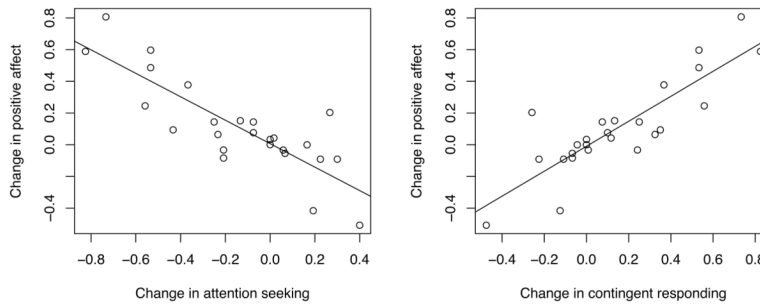 Change in positive affect
0.8
0.6
0.4
0.2
0.0
−0.4
−0.8 −0.6 −0.4 −0.2 0.0 0.2 0.4
Change in attention seeking
Change in positive affect
0.8
0.6
0.4
0.2
0.0
−0.4
−0.4 −0.2 0.0 0.2 0.4 0.6 0.8
Change in contingent responding